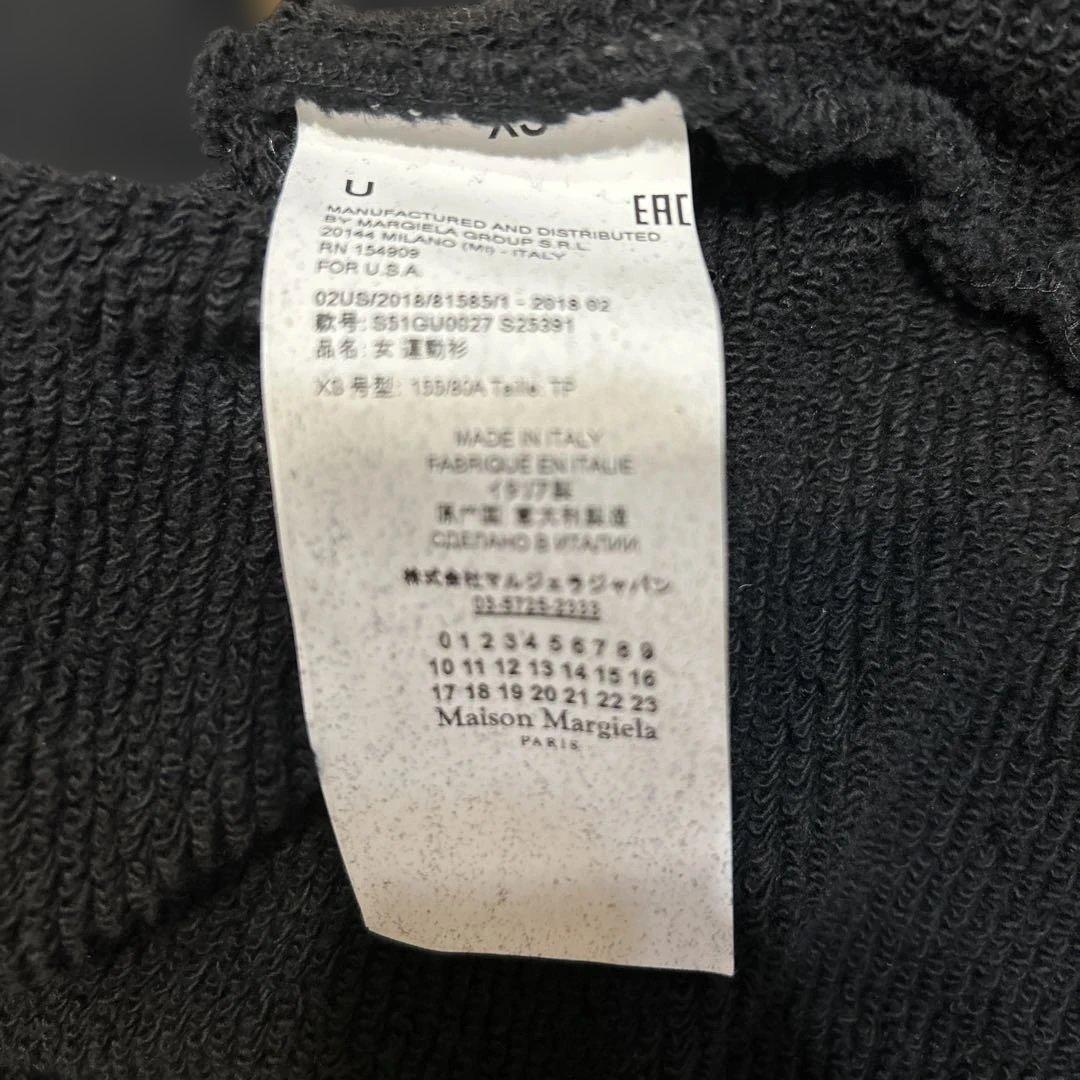 XS
U
EAC
MANUFACTURED AND DISTRIBUTED
BY MARGIELA GROUP S.R.L
20144 MILANO (MI) - ITALY
RN 154909
FOR U.S.A.
02US/2018/81585/1 - 2018 02
款号: S51GU0027 S25391
品名: 女 運動衫
XS 号型: 155/80A Taille: TP
MADE IN ITALY
FABRIQUE EN ITALIE
イタリア製
原产国 意大利製造
СДЕЛАНО В ИТАЛИИ
株式会社マルジェラジャパン
03-5725-2333
0 1 2 3 4 5 6 7 8 9
10 11 12 13 14 15 16
17 18 19 20 21 22 23
Maison Margiela
PARIS